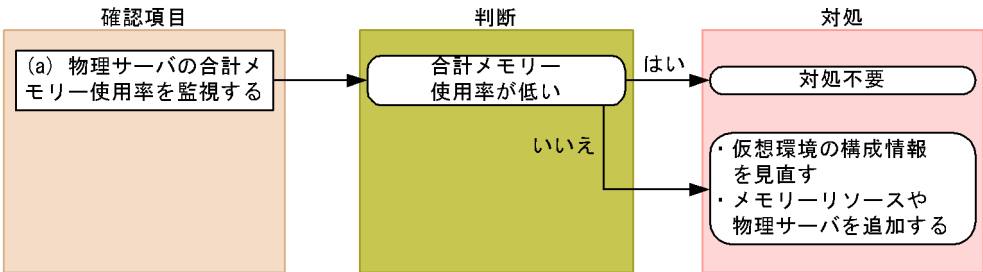 確認項目
判断
対処
(a) 物理サーバの合計メ
モリー使用率を監視する
合計メモリー
使用率が低い
はい
対処不要
いいえ
・仮想環境の構成情報
を見直す
・メモリーリソースや
物理サーバを追加する